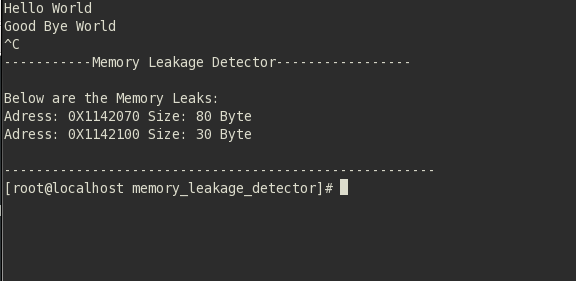 Hello World
Good Bye World
^C
-----------Memory Leakage Detector-----------------
Below are the Memory Leaks:
Adress: 0X1142070 Size: 80 Byte
Adress: 0X1142100 Size: 30 Byte
------------------------------------------------------
[root@localhost memory_leakage_detector]#